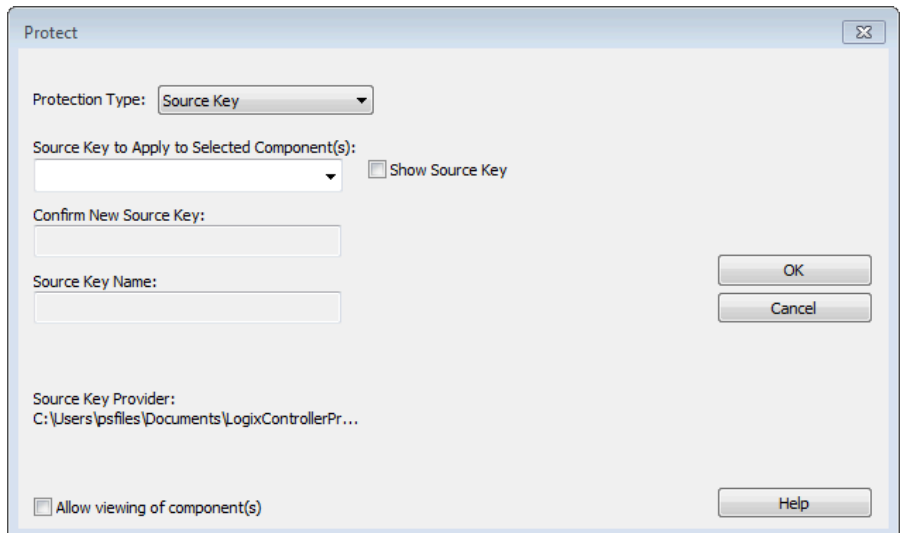 Protect
Protection Type: Source Key
Source Key to Apply to Selected Component(s):
Show Source Key
Confirm New Source Key:
OK
Source Key Name:
Cancel
Source Key Provider:
C:\Users\psfiles\Documents\LogixControllerPr...
Allow viewing of component(s)
Help